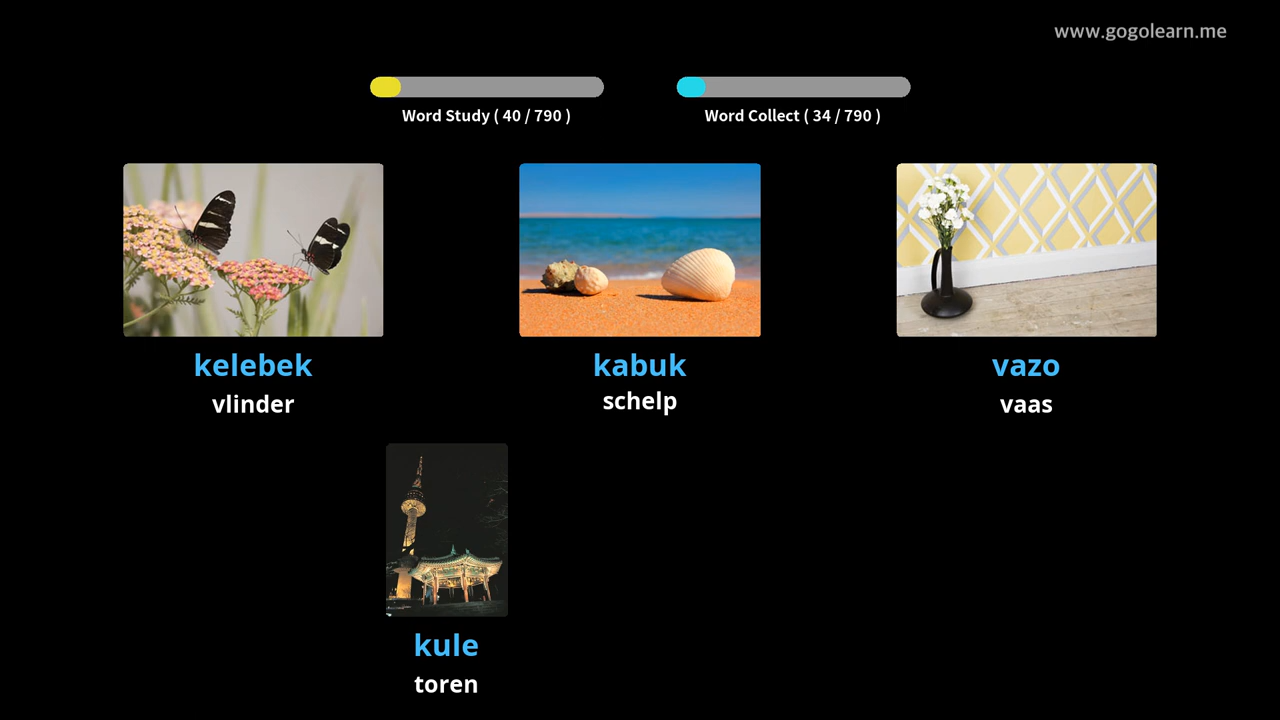 www.gogolearn.me
Word Study ( 40 / 790 )
Word Collect ( 34 / 790 )
kelebek
vlinder
kabuk
schelp
vazo
vaas
kule
toren